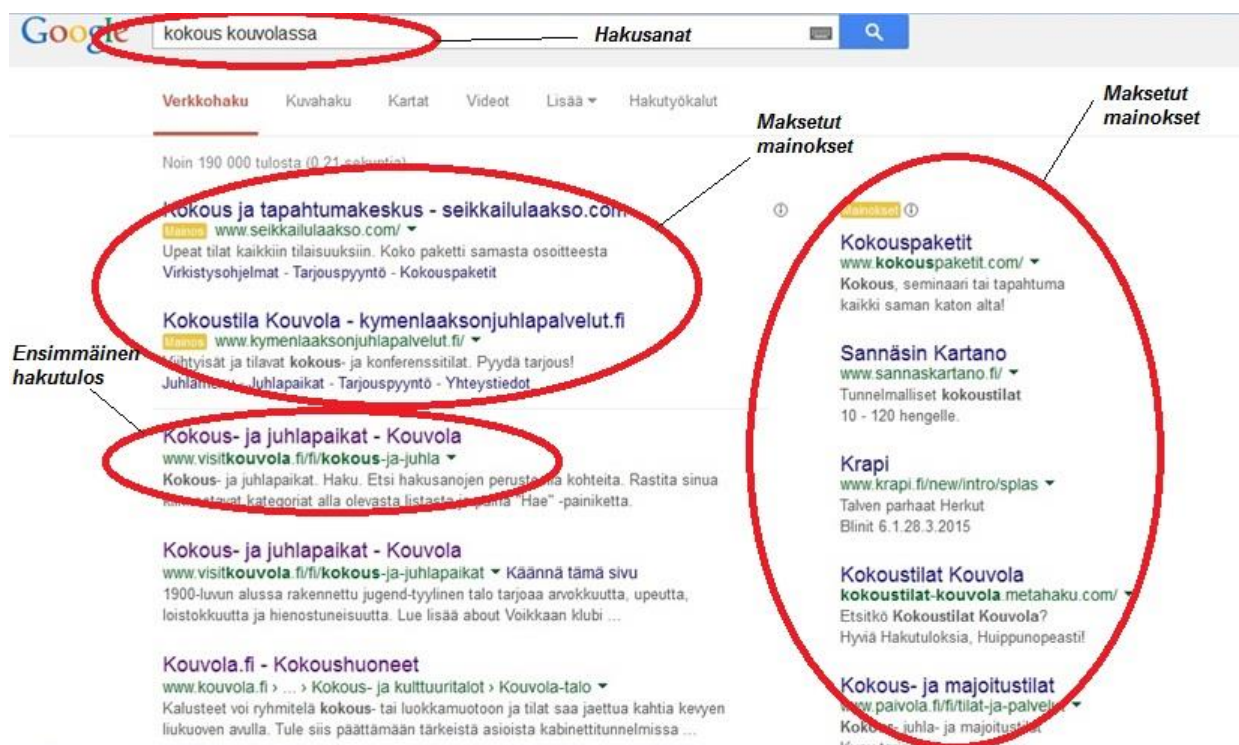 Google
kokous kouvolassa
Hakusanat
Verkkohaku Kuvahaku Kartat Videot Lisää Hakutyökalut
Maksetut
mainokset
Maksetut
mainokset
Noin 190 000 tulosta (0,21 sekuntia)
Kokous ja tapahtumakeskus - seikkailulaakso.com
Mainos www.seikkailulaakso.com/
Upeat tilat kaikkiin tilaisuuksiin. Koko paketti samasta osoitteesta
Virkistysohjelmat - Tarjouspyyntö - Kokouspaketit
Kokoustila Kouvola - kymenlaaksonjuhlapalvelut.fi
Mainos www.kymenlaaksonjuhlapalvelut.fi/
Viihtyisät ja tilavat kokous- ja konferenssitilat. Pyydä tarjous!
Juhlamenu - Juhlapaikat - Tarjouspyyntö - Yhteystiedot
Ensimmäinen
hakutulos
Kokous- ja juhlapaikat - Kouvola
www.visitkouvola.fi/fi/kokous-ja-juhla
Kokous- ja juhlapaikat. Haku. Etsi hakusanojen perusteella kohteita. Rastita sinua
kiinnostavat kategoriat alla olevasta listasta ja paina "Hae" -painiketta.
Kokous- ja juhlapaikat - Kouvola
www.visitkouvola.fi/fi/kokous-ja-juhlapaikat Käännä tämä sivu
1900-luvun alussa rakennettu jugend-tyylinen talo tarjoaa arvokkuutta, upeutta,
loistokkuutta ja hienostuneisuutta. Lue lisää about Voikkaan klubi ...
Kouvola.fi - Kokoushuoneet
www.kouvola.fi › ... › Kokous- ja kulttuuritalot › Kouvola-talo
Kalusteet voi ryhmitelä kokous- tai luokkamuotoon ja tilat saa jaettua kahtia kevyen
liukuoven avulla. Tule siis päättämään tärkeistä asioista kabinettitunnelmissa ...
Mainokset
Kokouspaketit
www.kokouspaketit.com/
Kokous, seminaari tai tapahtuma
kaikki saman katon alta!
Sannäsin Kartano
www.sannaskartano.fi/
Tunnelmalliset kokoustilat
10 - 120 hengelle.
Krapi
www.krapi.fi/new/intro/splas
Talven parhaat Herkut
Blinit 6.1.28.3.2015
Kokoustilat Kouvola
kokoustilat-kouvola.metahaku.com/
Etsitkö Kokoustilat Kouvola?
Hyviä Hakutuloksia, Huippunopeasti!
Kokous- ja majoitustilat
www.paivola.fi/fi/tilat-ja-palvelut
Kokous- juhla- ja majoitustilat